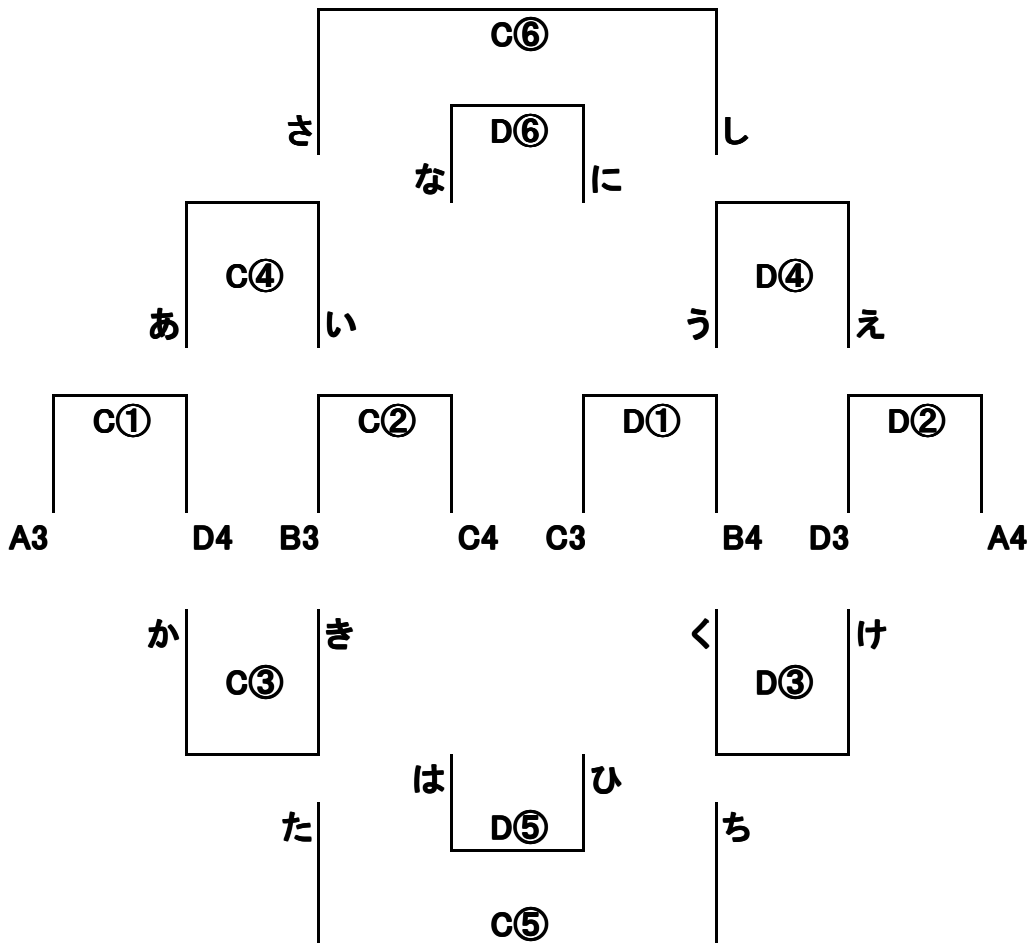 C⑥
さ D⑥ し
な に
C④ D④
あ い う え
C① C② D① D②
A3 D4 B3 C4 C3 B4 D3 A4
か き く け
C③ D③
は ひ
た D⑤ ち
C⑤